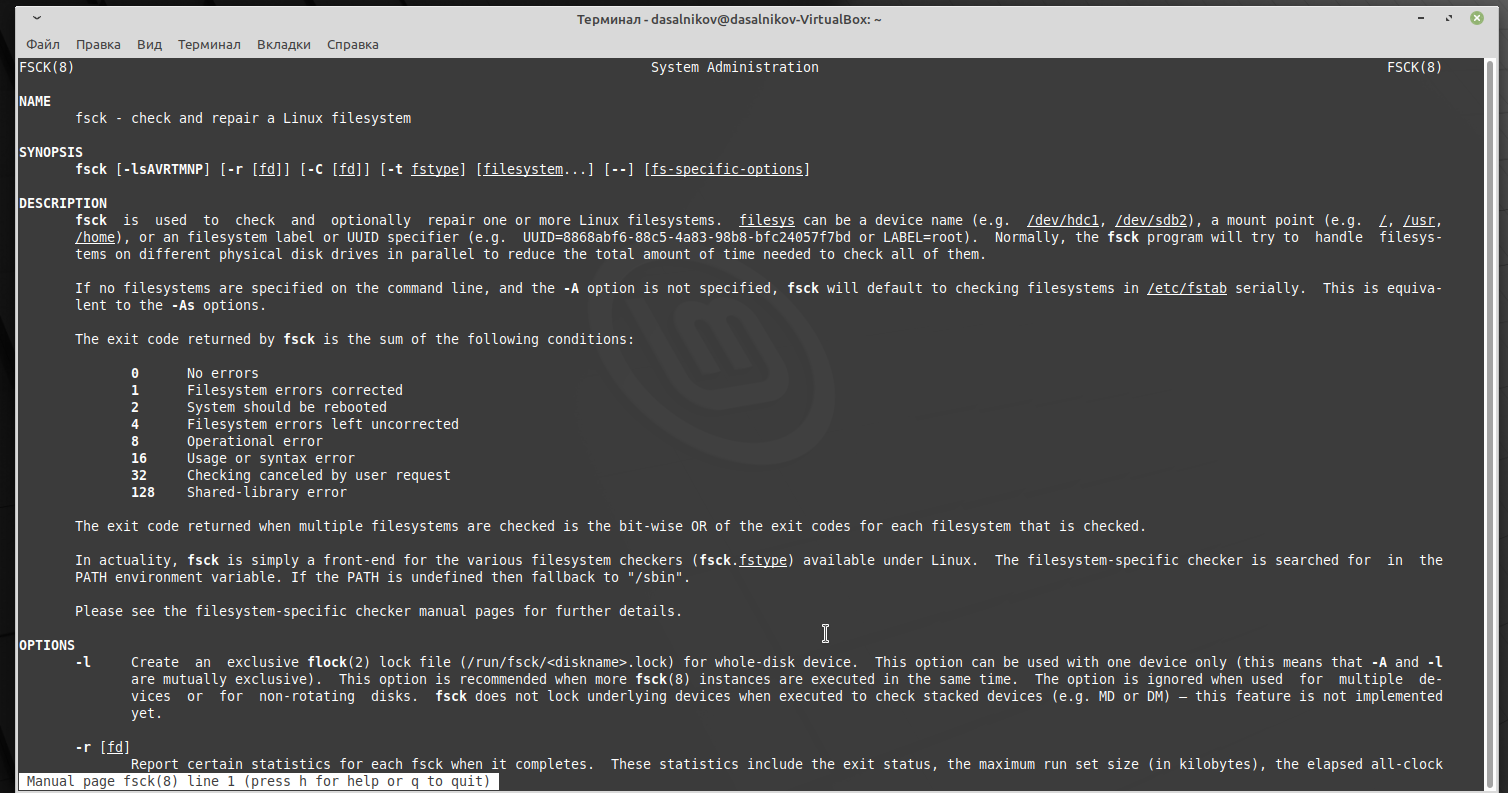 Терминал - dasalnikov@dasalnikov-VirtualBox: ~
Файл Правка Вид Терминал Вкладки Справка
FSCK(8) System Administration FSCK(8)
NAME
fsck - check and repair a Linux filesystem
SYNOPSIS
fsck [-lsAVRTMNP] [-r [fd]] [-C [fd]] [-t fstype] [filesystem...] [--] [fs-specific-options]
DESCRIPTION
fsck is used to check and optionally repair one or more Linux filesystems. filesys can be a device name (e.g. /dev/hdc1, /dev/sdb2), a mount point (e.g. /, /usr,
/home), or an filesystem label or UUID specifier (e.g. UUID=8868abf6-88c5-4a83-98b8-bfc24057f7bd or LABEL=root). Normally, the fsck program will try to handle filesys-
tems on different physical disk drives in parallel to reduce the total amount of time needed to check all of them.
If no filesystems are specified on the command line, and the -A option is not specified, fsck will default to checking filesystems in /etc/fstab serially. This is equiva-
lent to the -As options.
The exit code returned by fsck is the sum of the following conditions:
0 No errors
1 Filesystem errors corrected
2 System should be rebooted
4 Filesystem errors left uncorrected
8 Operational error
16 Usage or syntax error
32 Checking canceled by user request
128 Shared-library error
The exit code returned when multiple filesystems are checked is the bit-wise OR of the exit codes for each filesystem that is checked.
In actuality, fsck is simply a front-end for the various filesystem checkers (fsck.fstype) available under Linux. The filesystem-specific checker is searched for in the
PATH environment variable. If the PATH is undefined then fallback to "/sbin".
Please see the filesystem-specific checker manual pages for further details.
OPTIONS
-l Create an exclusive flock(2) lock file (/run/fsck/<diskname>.lock) for whole-disk device. This option can be used with one device only (this means that -A and -l
are mutually exclusive). This option is recommended when more fsck(8) instances are executed in the same time. The option is ignored when used for multiple de-
vices or for non-rotating disks. fsck does not lock underlying devices when executed to check stacked devices (e.g. MD or DM) – this feature is not implemented
yet.
-r [fd]
Report certain statistics for each fsck when it completes. These statistics include the exit status, the maximum run set size (in kilobytes), the elapsed all-clock
Manual page fsck(8) line 1 (press h for help or q to quit)